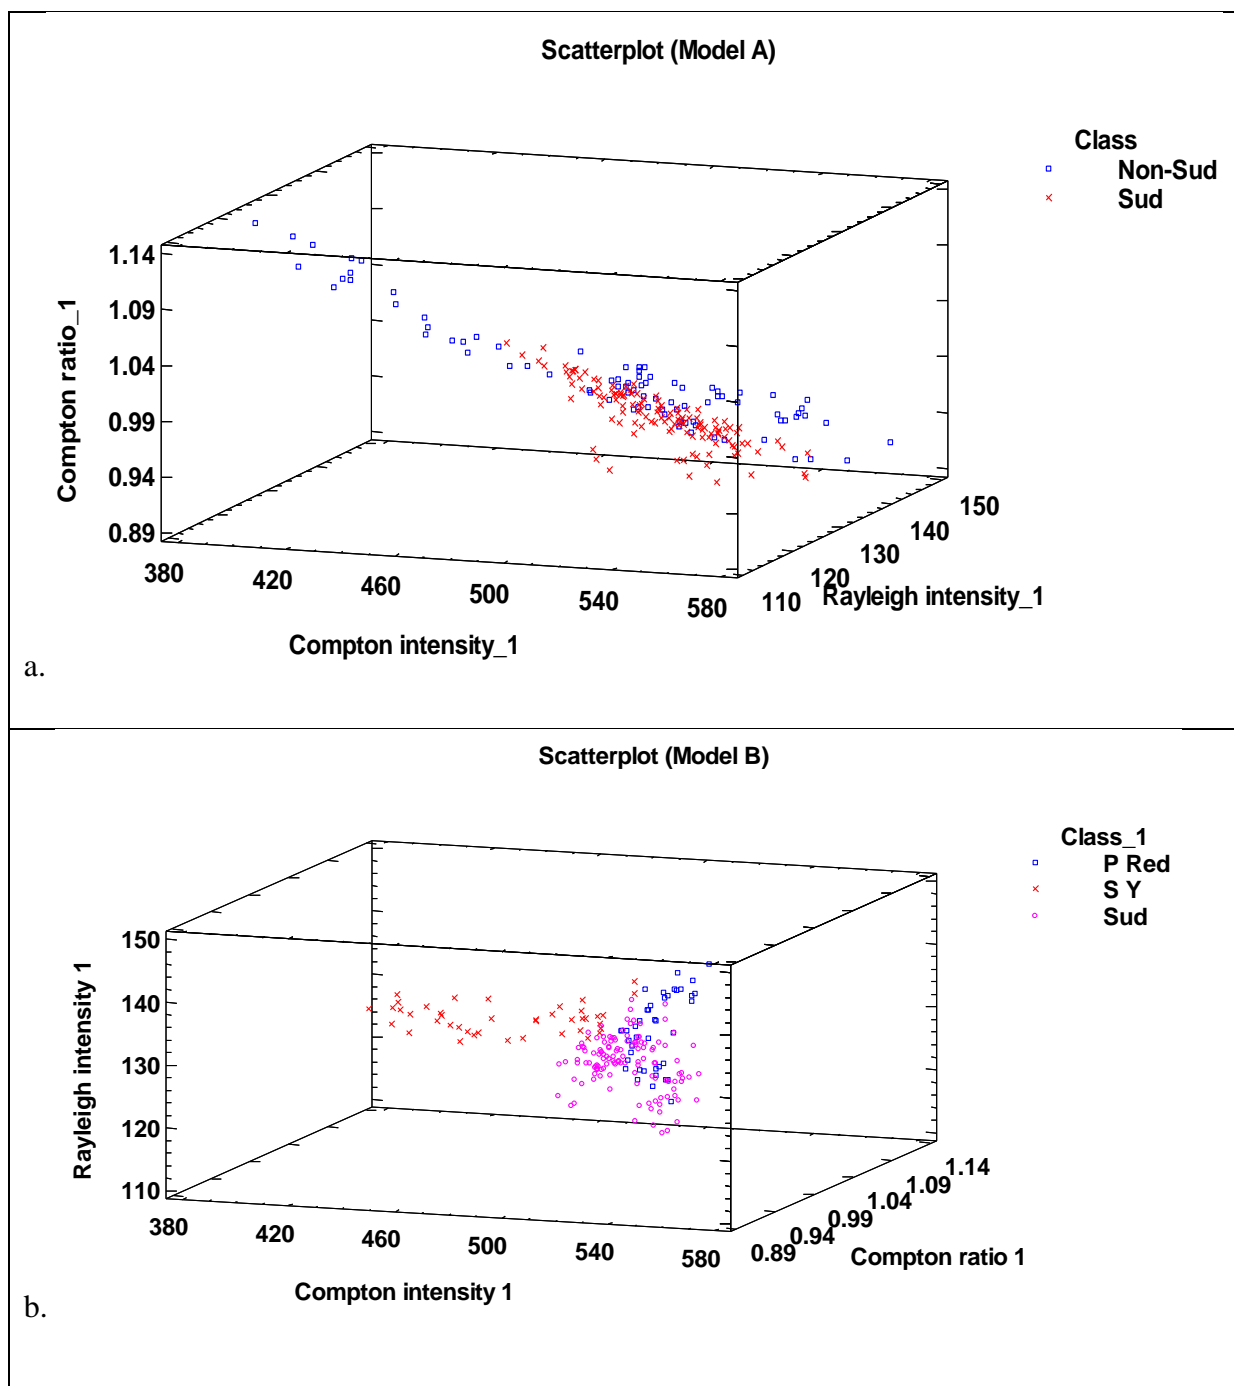 Scatterplot (Model A)
Class
Non-Sud
Sud
Compton ratio_1
1.14
1.09
1.04
0.99
0.94
0.89
380
420
460
500
540
580
Compton intensity_1
110
120
130
140
150
Rayleigh intensity_1
a.
Scatterplot (Model B)
Class_1
P Red
S Y
Sud
Rayleigh intensity 1
150
140
130
120
110
380
420
460
500
540
580
Compton intensity 1
0.89
0.94
0.99
1.04
1.09
1.14
Compton ratio 1
b.